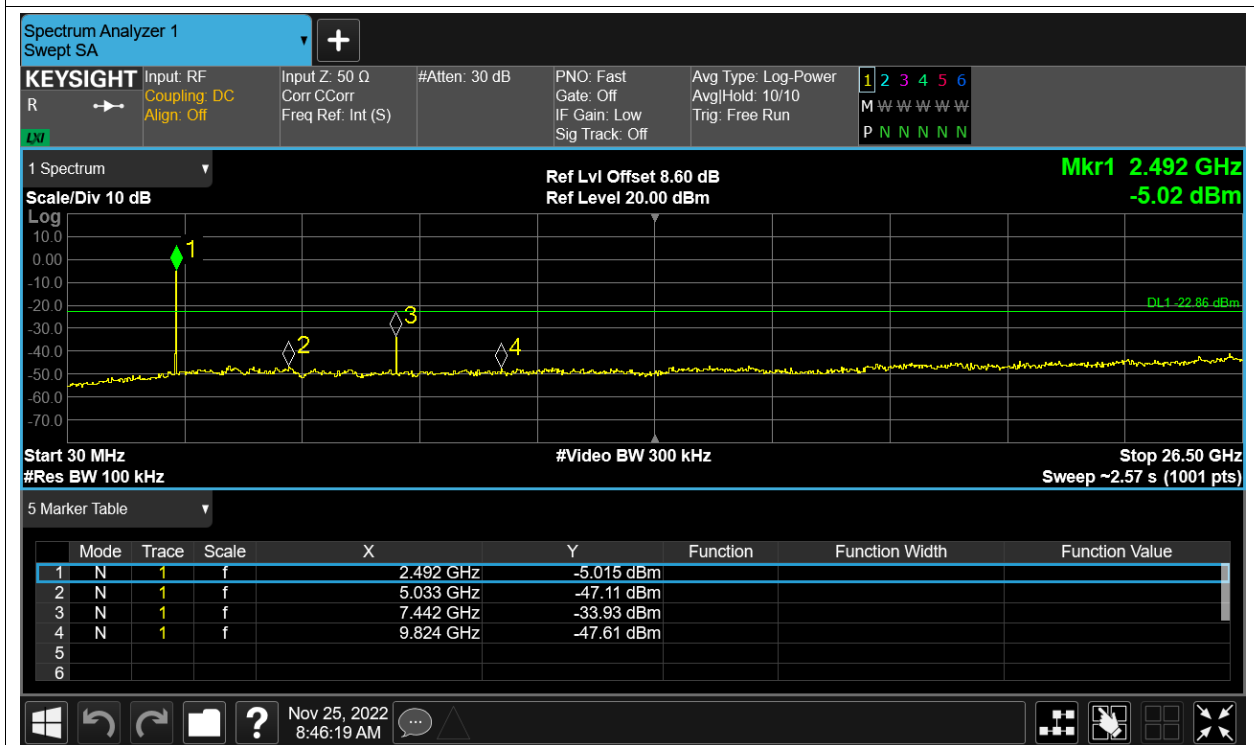 Spectrum Analyzer 1
Swept SA
KEYSIGHT
R
LXI
Input: RF
Coupling: DC
Align: Off
Input Z: 50 Ω
Corr CCorr
Freq Ref: Int (S)
#Atten: 30 dB
PNO: Fast
Gate: Off
IF Gain: Low
Sig Track: Off
Avg Type: Log-Power
Avg|Hold: 10/10
Trig: Free Run
1 2 3 4 5 6
M W W W W W
P N N N N N
1 Spectrum
Scale/Div 10 dB
Ref Lvl Offset 8.60 dB
Ref Level 20.00 dBm
Mkr1 2.492 GHz
-5.02 dBm
Log
10.0
0.00
-10.0
-20.0
-30.0
-40.0
-50.0
-60.0
-70.0
1
2
3
4
DL1 -22.86 dBm
Start 30 MHz
#Video BW 300 kHz
Stop 26.50 GHz
#Res BW 100 kHz
Sweep ~2.57 s (1001 pts)
5 Marker Table
Mode Trace Scale X Y Function Function Width Function Value
1 N 1 f 2.492 GHz -5.015 dBm
2 N 1 f 5.033 GHz -47.11 dBm
3 N 1 f 7.442 GHz -33.93 dBm
4 N 1 f 9.824 GHz -47.61 dBm
5
6
?
Nov 25, 2022
8:46:19 AM